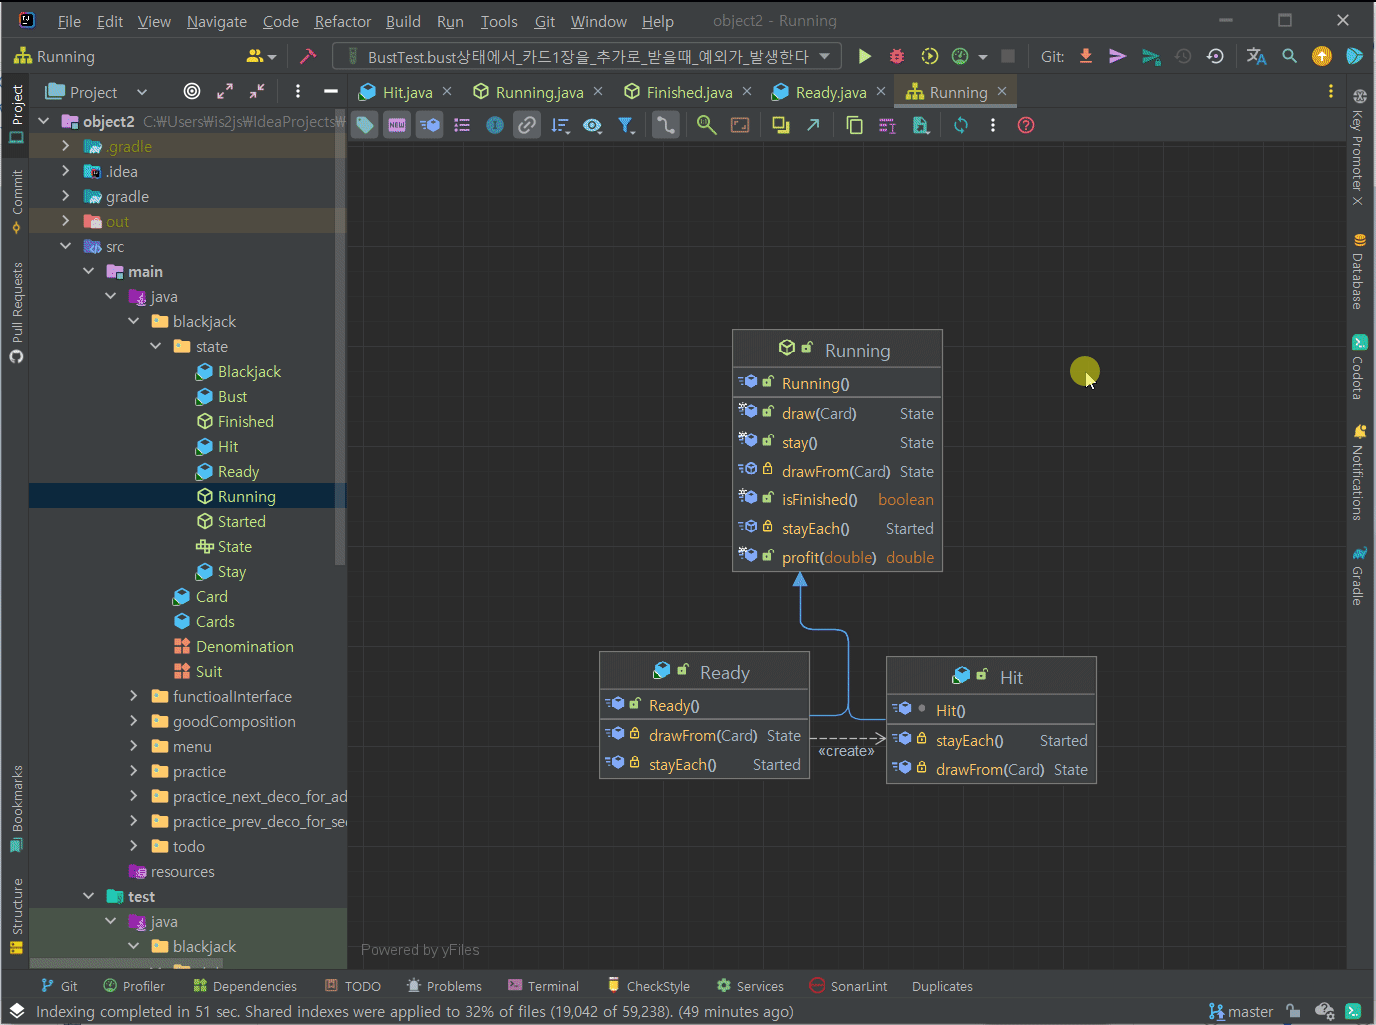 File Edit View Navigate Code Refactor Build Run Tools Git Window Help object2 - Running
Running BustTest.bust상태에서_카드1장을_추가로_받을때_예외가_발생한다 Git:
Project Hit.java Running.java Finished.java Ready.java Running
object2 C:₩Users₩is2js₩IdeaProjects₩
.gradle
.idea
gradle
out
src
main
java
blackjack
state
Blackjack
Bust
Finished
Hit
Ready
Running
Started
State
Stay
Card
Cards
Denomination
Suit
functioalInterface
goodComposition
menu
practice
practice_next_deco_for_ad
practice_prev_deco_for_se
todo
resources
test
java
blackjack
Project
Commit
Pull Requests
Bookmarks
Structure
NEW
Running
Running()
draw(Card) State
stay() State
drawFrom(Card) State
isFinished() boolean
stayEach() Started
profit(double) double
Ready
Ready()
drawFrom(Card) State
stayEach() Started
«create»
Hit
Hit()
stayEach() Started
drawFrom(Card) State
Powered by yFiles
Key Promoter X
Database
Codota
Notifications
Gradle
Git Profiler Dependencies TODO Problems Terminal CheckStyle Services SonarLint Duplicates
Indexing completed in 51 sec. Shared indexes were applied to 32% of files (19,042 of 59,238). (49 minutes ago) master